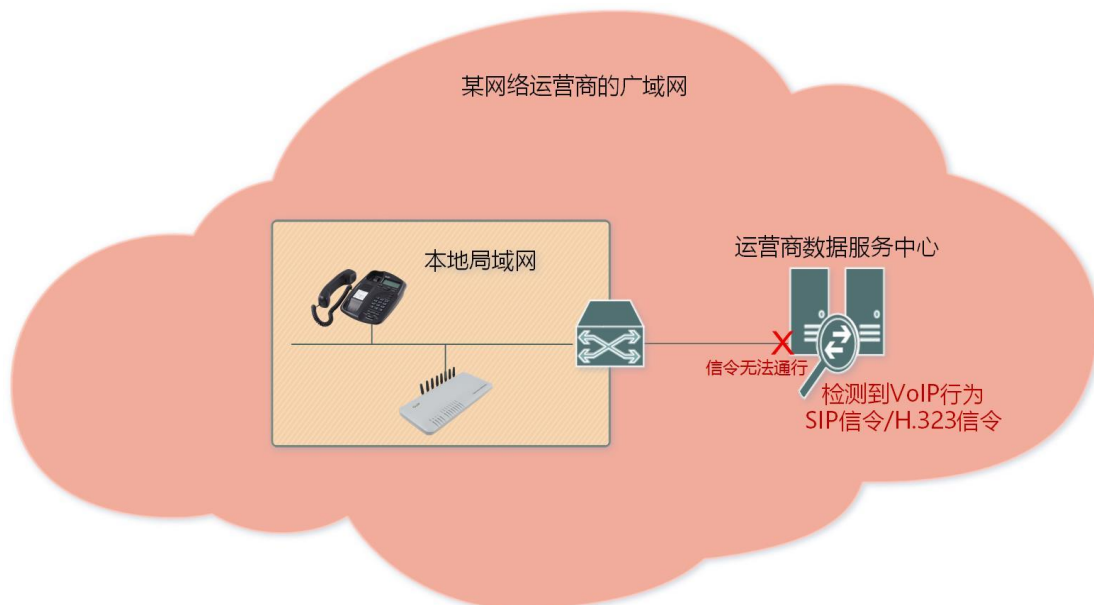 某网络运营商的广域网
本地局域网
运营商数据服务中心
信令无法通行
检测到VoIP行为
SIP信令/H.323信令